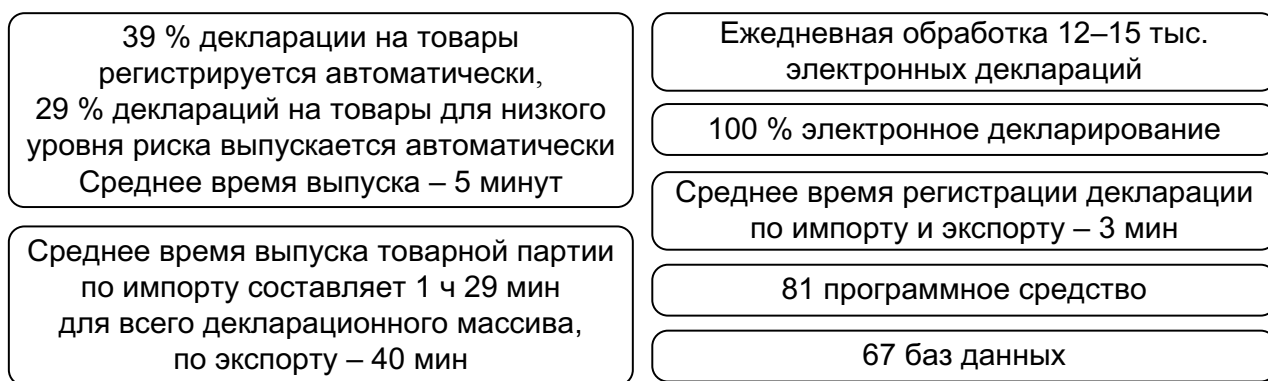 39 % декларации на товары
регистрируется автоматически,
29 % деклараций на товары для низкого
уровня риска выпускается автоматически
Среднее время выпуска – 5 минут
Среднее время выпуска товарной партии
по импорту составляет 1 ч 29 мин
для всего декларационного массива,
по экспорту – 40 мин
Ежедневная обработка 12–15 тыс.
электронных деклараций
100 % электронное декларирование
Среднее время регистрации декларации
по импорту и экспорту – 3 мин
81 программное средство
67 баз данных